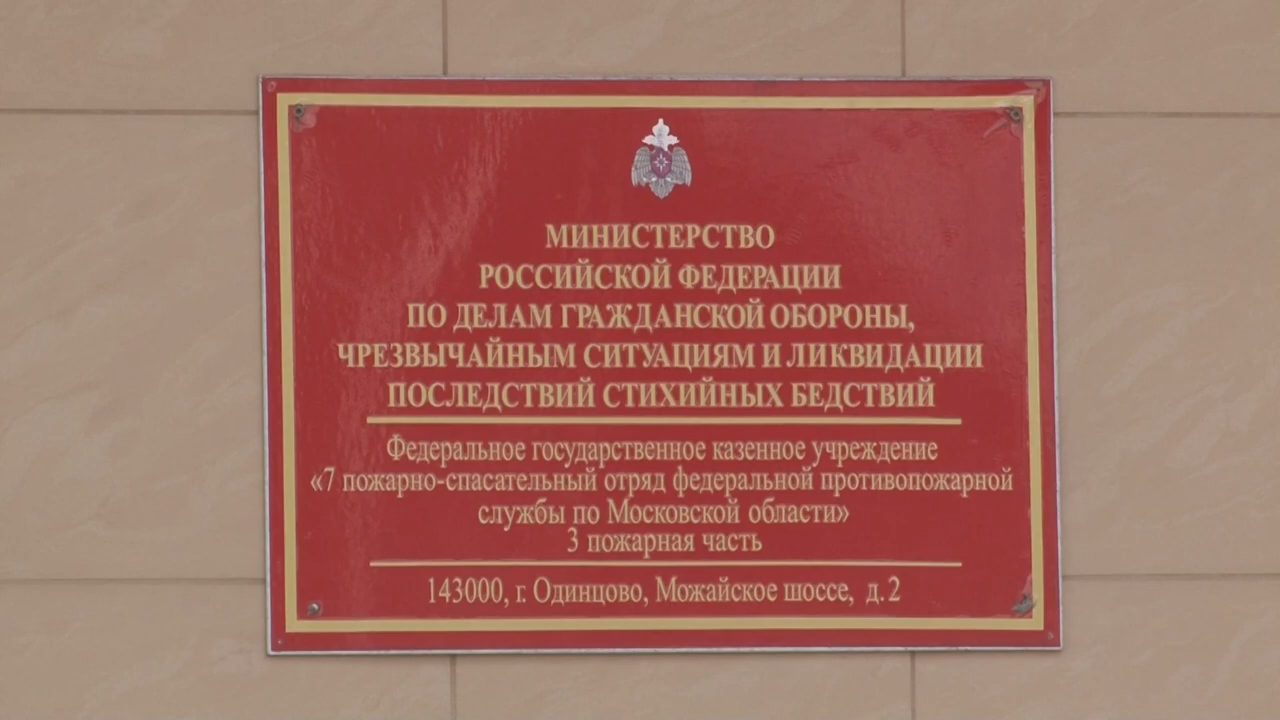 МИНИСТЕРСТВО
РОССИЙСКОЙ ФЕДЕРАЦИИ
ПО ДЕЛАМ ГРАЖДАНСКОЙ ОБОРОНЫ,
ЧРЕЗВЫЧАЙНЫМ СИТУАЦИЯМ И ЛИКВИДАЦИИ
ПОСЛЕДСТВИЙ СТИХИЙНЫХ БЕДСТВИЙ
Федеральное государственное казенное учреждение
«7 пожарно-спасательный отряд федеральной противопожарной
службы по Московской области»
3 пожарная часть
143000, г. Одинцово, Можайское шоссе, д. 2